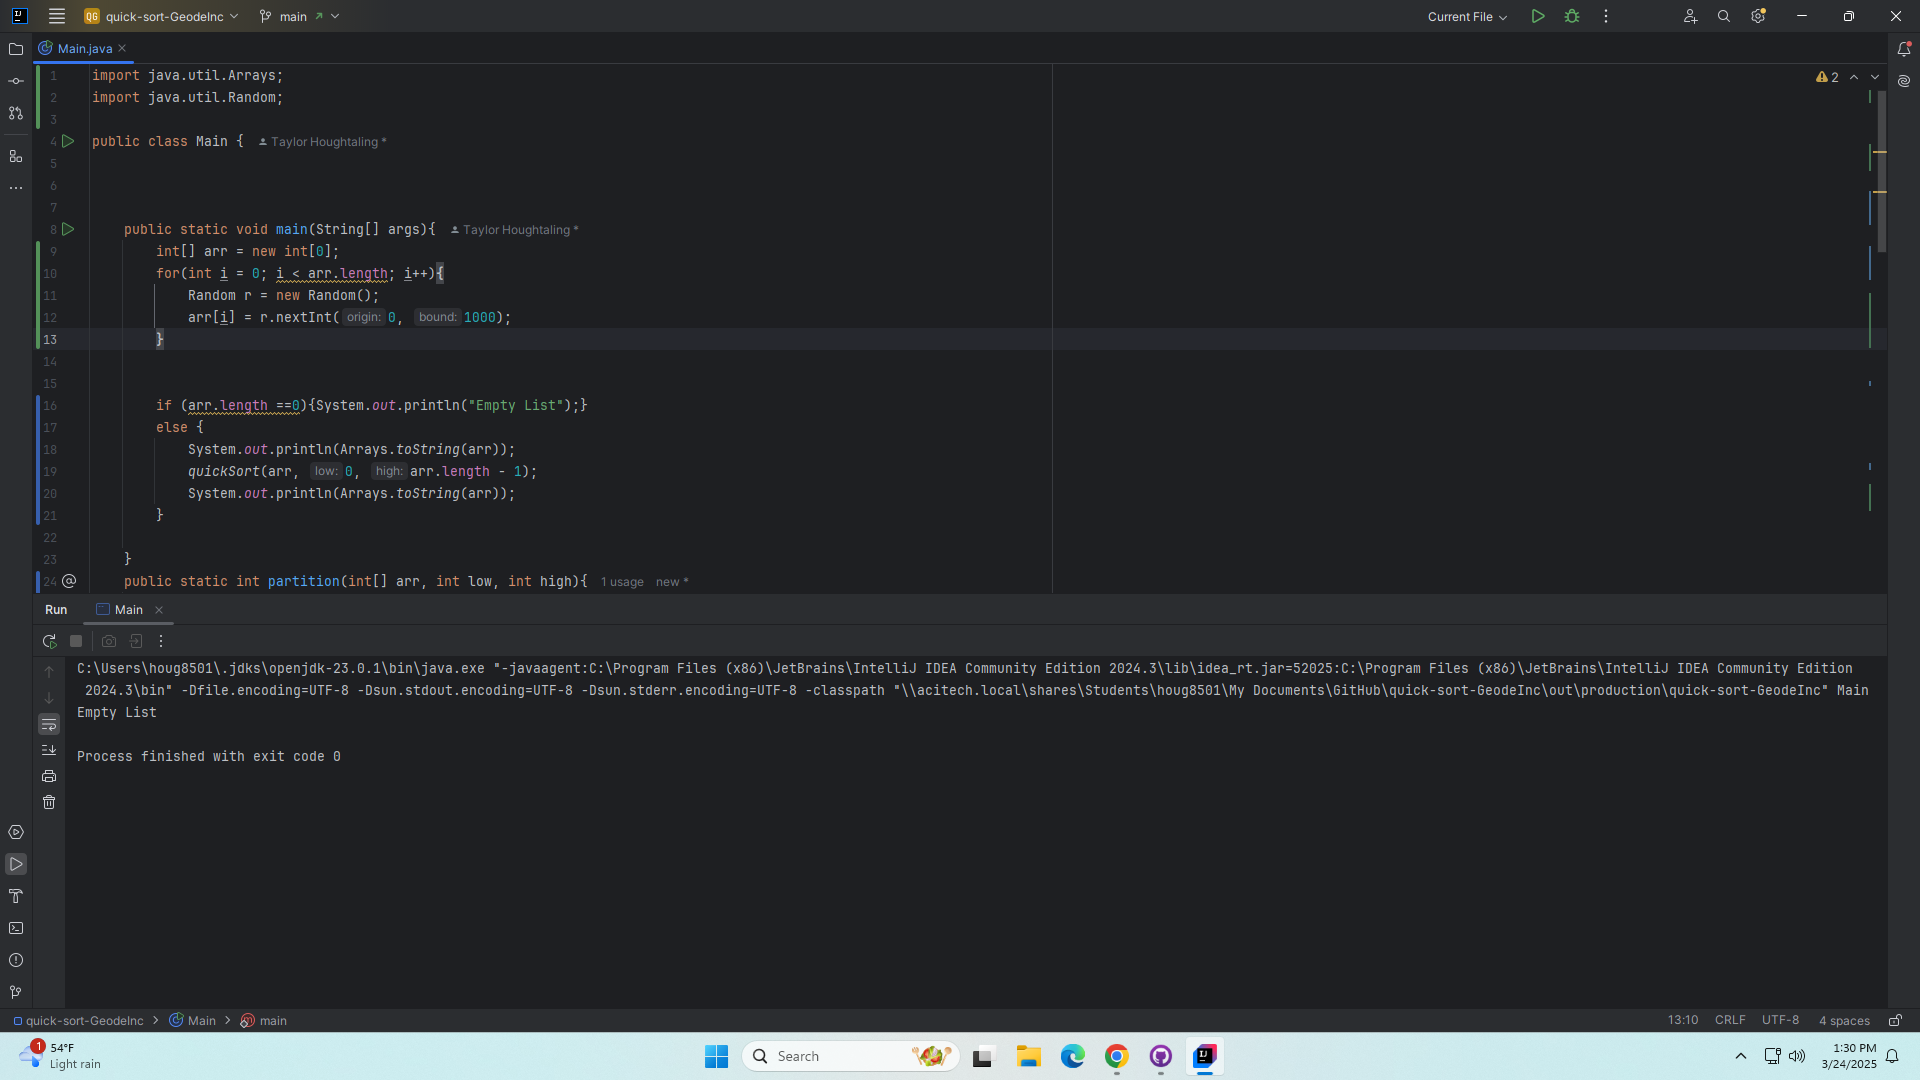 QG quick-sort-GeodeInc main Current File
Main.java
2
1 import java.util.Arrays;
2 import java.util.Random;
3
4 public class Main { Taylor Houghtaling *
5
6
7
8 public static void main(String[] args){ Taylor Houghtaling *
9 int[] arr = new int[0];
10 for(int i = 0; i < arr.length; i++){
11 Random r = new Random();
12 arr[i] = r.nextInt( origin: 0, bound: 1000);
13 }
14
15
16 if (arr.length ==0){System.out.println("Empty List");}
17 else {
18 System.out.println(Arrays.toString(arr));
19 quickSort(arr, low: 0, high: arr.length - 1);
20 System.out.println(Arrays.toString(arr));
21 }
22
23 }
24 public static int partition(int[] arr, int low, int high){ 1 usage new *
Run Main
C:\Users\houg8501\.jdks\openjdk-23.0.1\bin\java.exe "-javaagent:C:\Program Files (x86)\JetBrains\IntelliJ IDEA Community Edition 2024.3\lib\idea_rt.jar=52025:C:\Program Files (x86)\JetBrains\IntelliJ IDEA Community Edition
2024.3\bin" -Dfile.encoding=UTF-8 -Dsun.stdout.encoding=UTF-8 -Dsun.stderr.encoding=UTF-8 -classpath "\\acitech.local\shares\Students\houg8501\My Documents\GitHub\quick-sort-GeodeInc\out\production\quick-sort-GeodeInc" Main
Empty List
Process finished with exit code 0
quick-sort-GeodeInc > Main > main 13:10 CRLF UTF-8 4 spaces
1 54°F
Light rain
Search
1:30 PM
3/24/2025